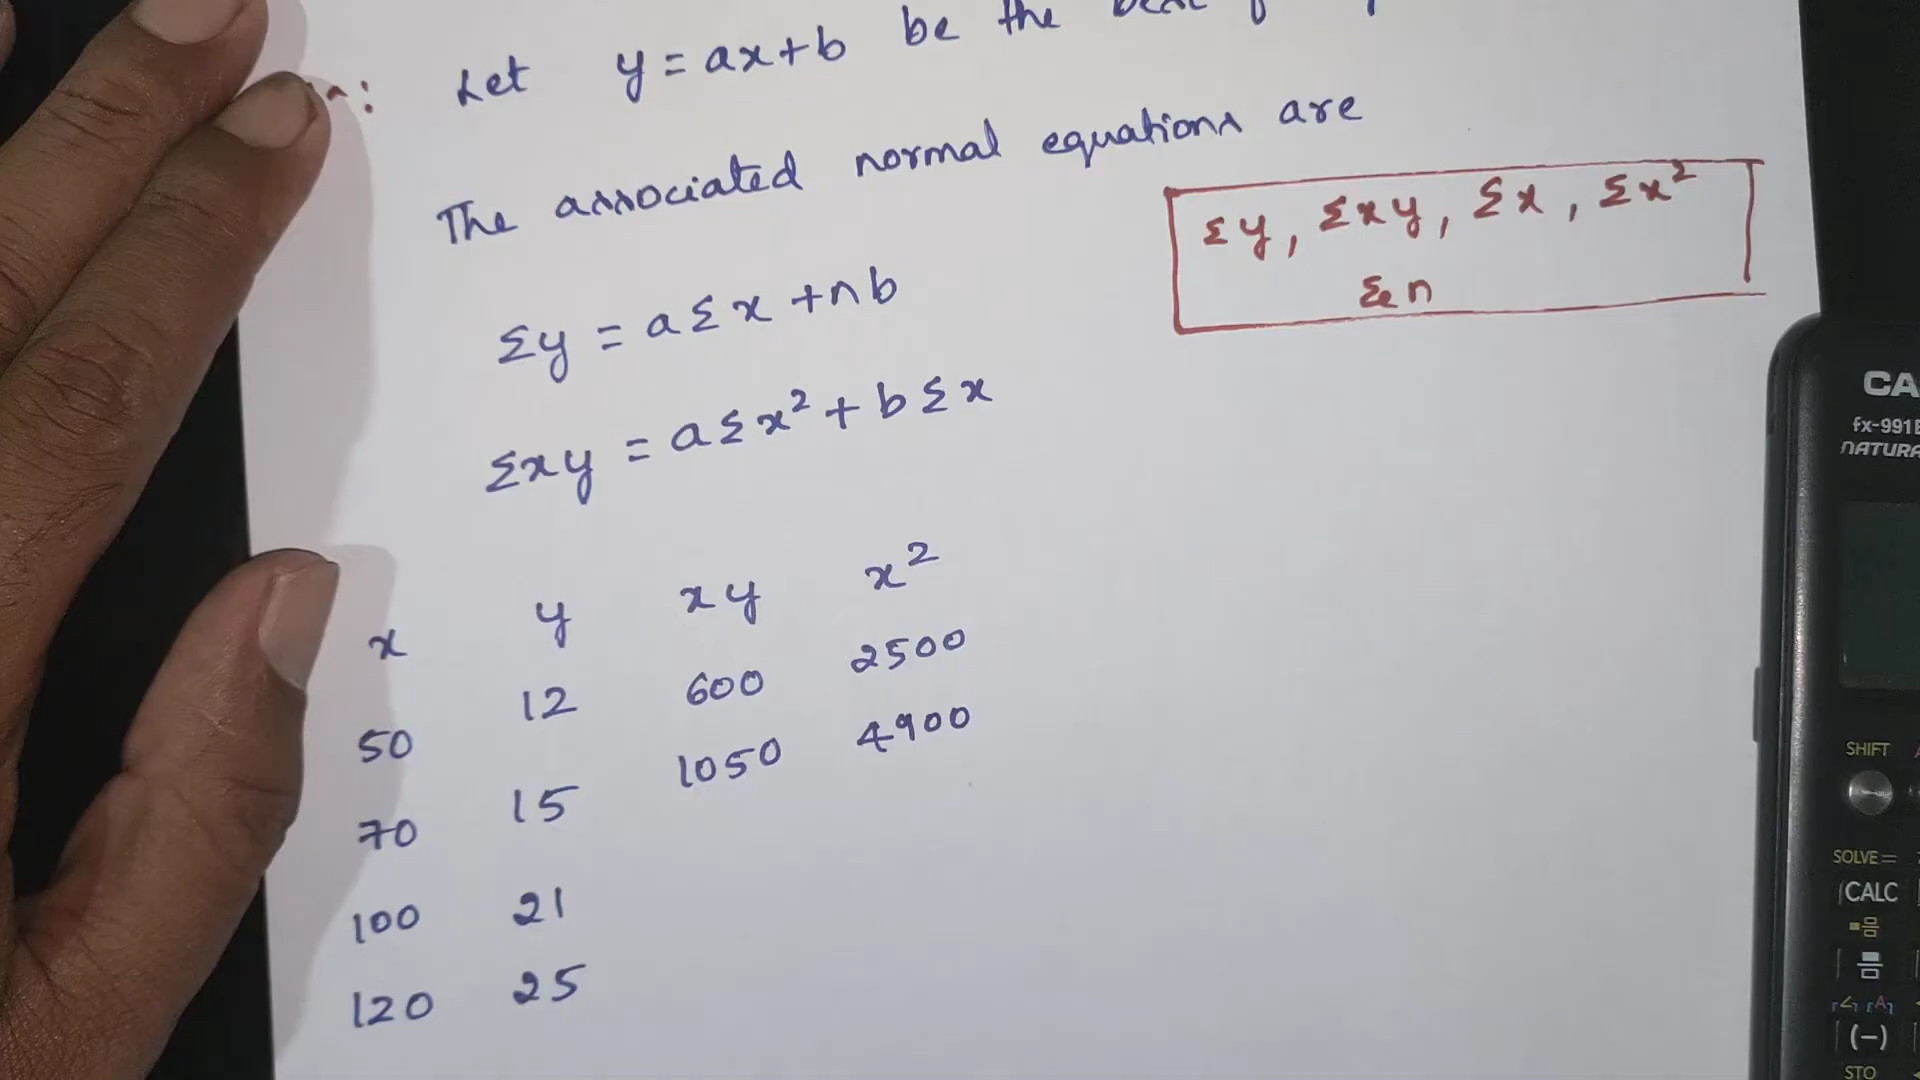 Let y = ax+b be the
The associated normal equations are
Σy, Σxy, Σx, Σx²
& n
Σy = aΣx + nb
Σxy = aΣx² + bΣx
x y xy x²
50 12 600 2500
70 15 1050 4900
100 21
120 25
CA
fx-991
NATURA
SHIFT
SOLVE =
CALC
(−)
STO